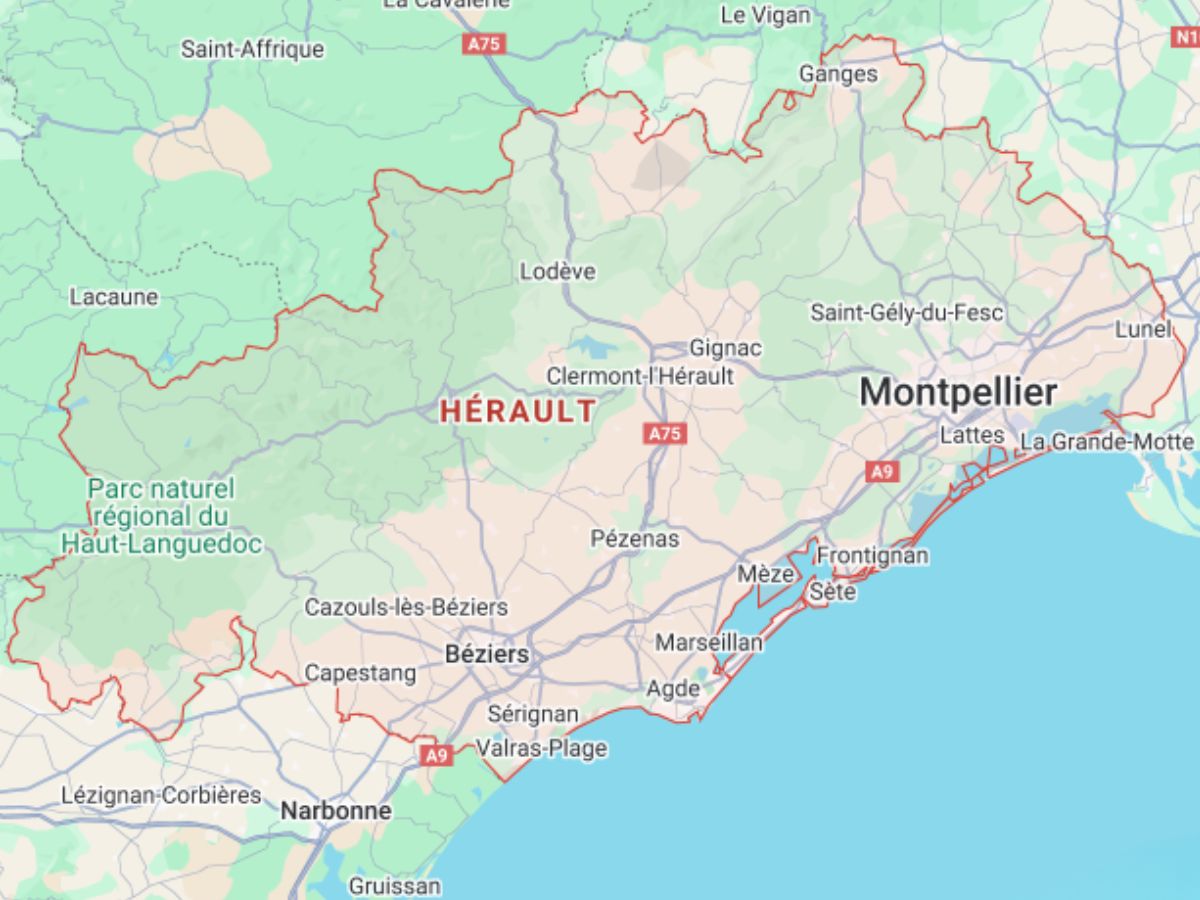 La Cavalerie
Le Vigan
Saint-Affrique
A75
N10
Ganges
Lodève
Lacaune
Saint-Gély-du-Fesc
Lunel
Gignac
Clermont-l'Hérault
Montpellier
HÉRAULT
A75
Lattes
La Grande-Motte
A9
Parc naturel
régional du
Haut-Languedoc
Pézenas
Frontignan
Mèze
Sète
Cazouls-lès-Béziers
Marseillan
Béziers
Capestang
Agde
Sérignan
Valras-Plage
A9
Lézignan-Corbières
Narbonne
Gruissan